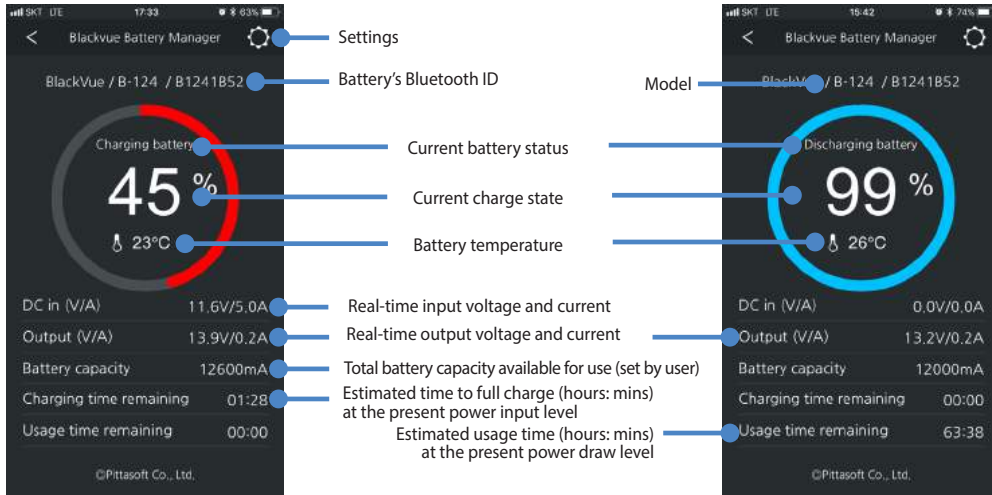 SKT LTE 17:33 63%
Blackvue Battery Manager
BlackVue / B-124 / B1241B52
Charging battery
45 %
23°C
DC in (V/A) 11.6V/5.0A
Output (V/A) 13.9V/0.2A
Battery capacity 12600mA
Charging time remaining 01:28
Usage time remaining 00:00
©Pittasoft Co., Ltd.
Settings
Battery's Bluetooth ID
Model
Current battery status
Current charge state
Battery temperature
Real-time input voltage and current
Real-time output voltage and current
Total battery capacity available for use (set by user)
Estimated time to full charge (hours: mins)
at the present power input level
Estimated usage time (hours: mins)
at the present power draw level
SKT LTE 15:42 74%
Blackvue Battery Manager
BlackVue / B-124 / B1241B52
Discharging battery
99 %
26°C
DC in (V/A) 0.0V/0.0A
Output (V/A) 13.2V/0.2A
Battery capacity 12000mA
Charging time remaining 00:00
Usage time remaining 63:38
©Pittasoft Co., Ltd.